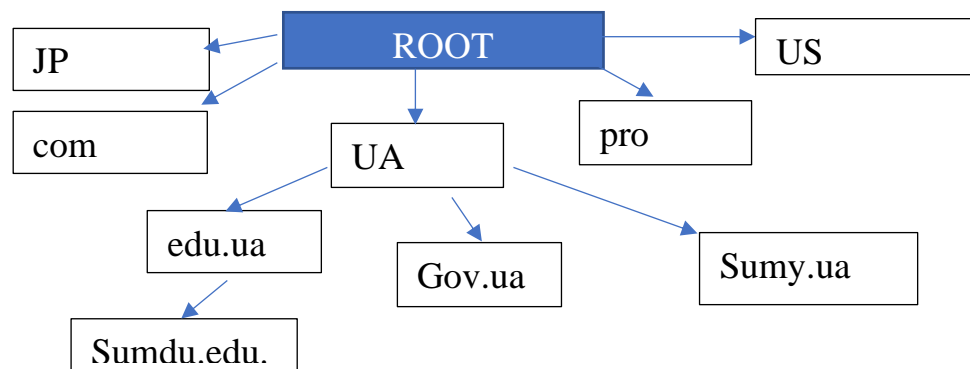 ROOT
JP
US
com
pro
UA
edu.ua
Gov.ua
Sumy.ua
Sumdu.edu.